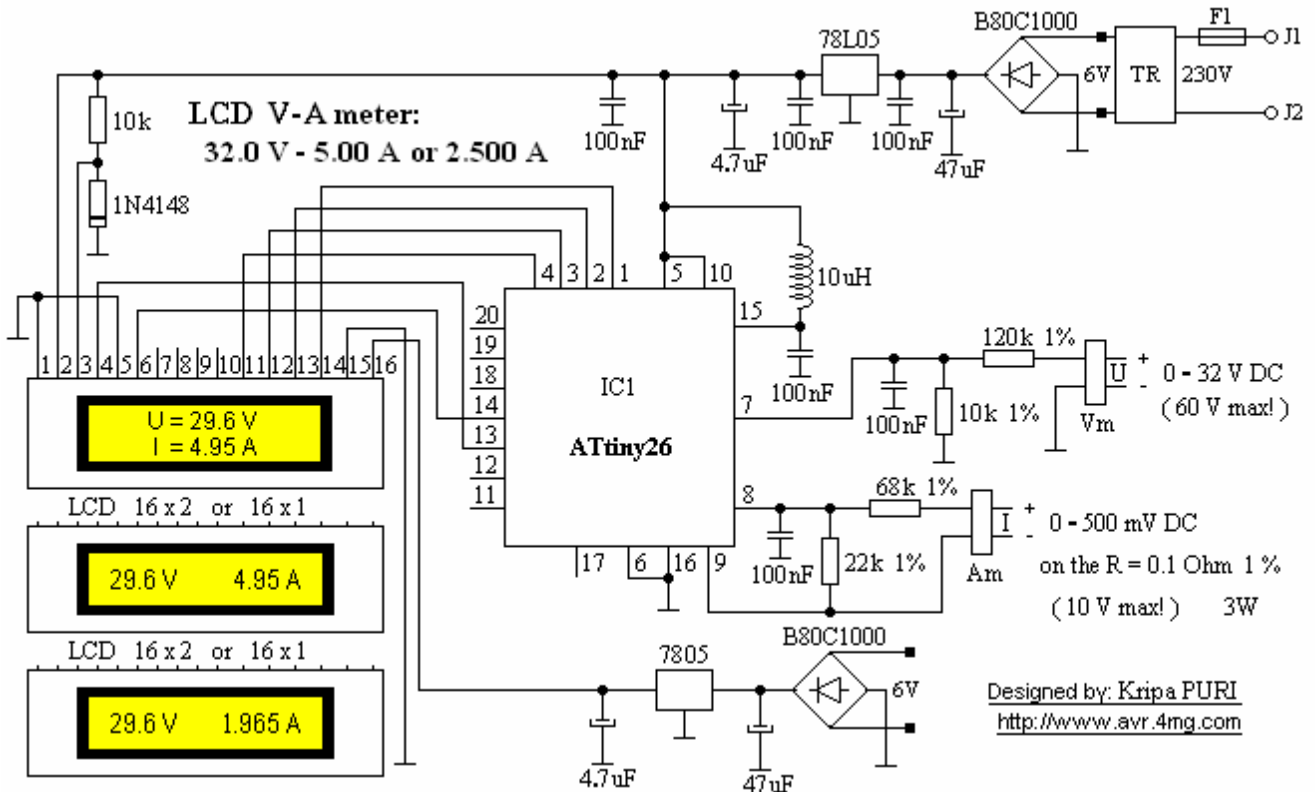 B80C1000
F1
78L05
J1
6V
TR
230V
J2
10k
LCD V-A meter:
32.0 V - 5.00 A or 2.500 A
100nF
4.7uF
100nF
100nF
47uF
1N4148
4 3 2 1 5 10
10uH
15
20
19
18
14
13
12
11
IC1
ATtiny26
100nF
120k 1%
7
100nF
10k 1%
U
+
-
Vm
0 - 32 V DC
( 60 V max! )
1 2 3 4 5 6 7 8 9 10 11 12 13 14 15 16
U = 29.6 V
I = 4.95 A
LCD 16 x 2 or 16 x 1
29.6 V 4.95 A
LCD 16 x 2 or 16 x 1
29.6 V 1.965 A
8
68k 1%
100nF
22k 1%
I
+
-
Am
0 - 500 mV DC
on the R = 0.1 Ohm 1 %
( 10 V max! ) 3W
17 6 16 9
B80C1000
7805
6V
4.7uF
47uF
Designed by: Kripa PURI
http://www.avr.4mg.com